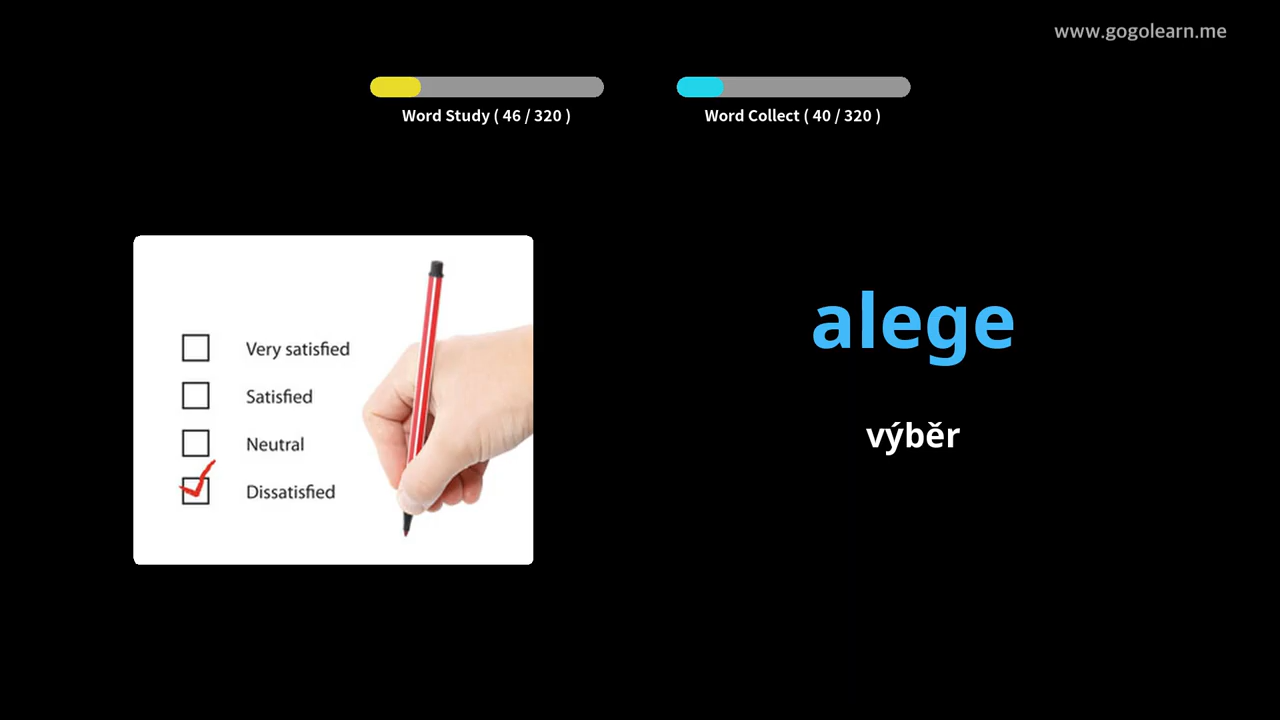 www.gogolearn.me
Word Study ( 46 / 320 )
Word Collect ( 40 / 320 )
Very satisfied
Satisfied
Neutral
Dissatisfied
alege
výběr